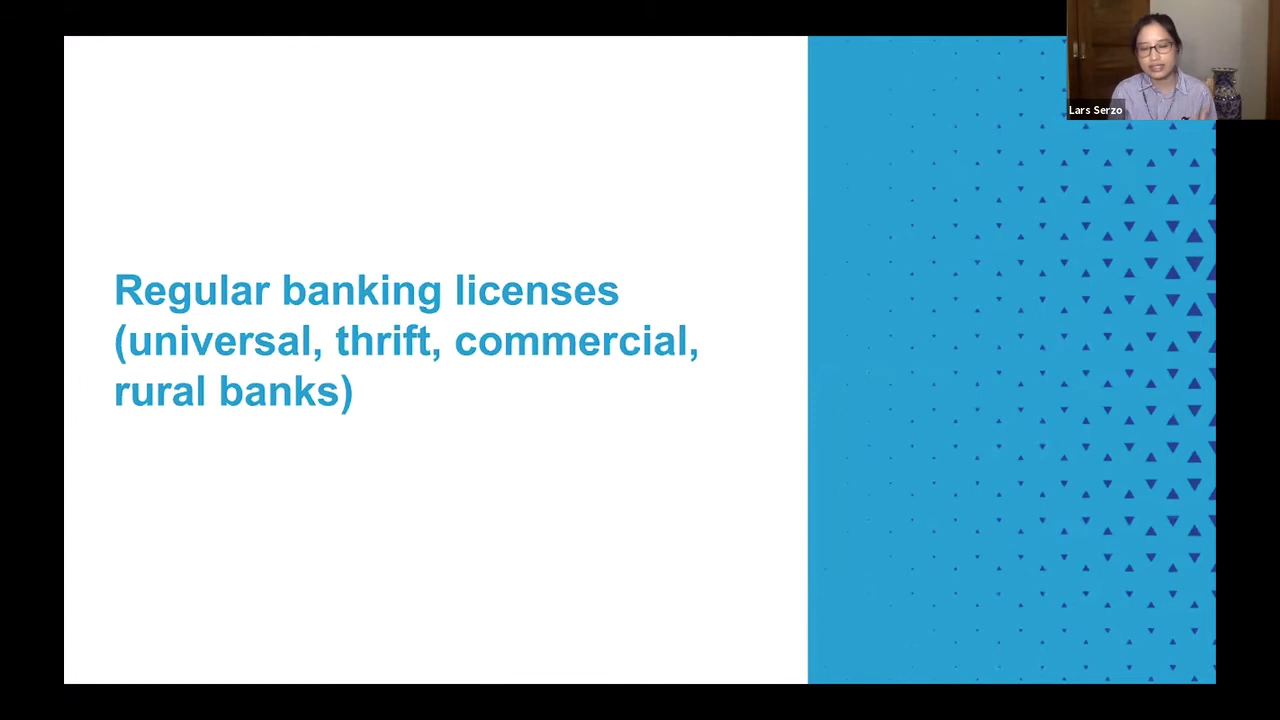 Regular banking licenses
(universal, thrift, commercial,
rural banks)
Lars Serzo